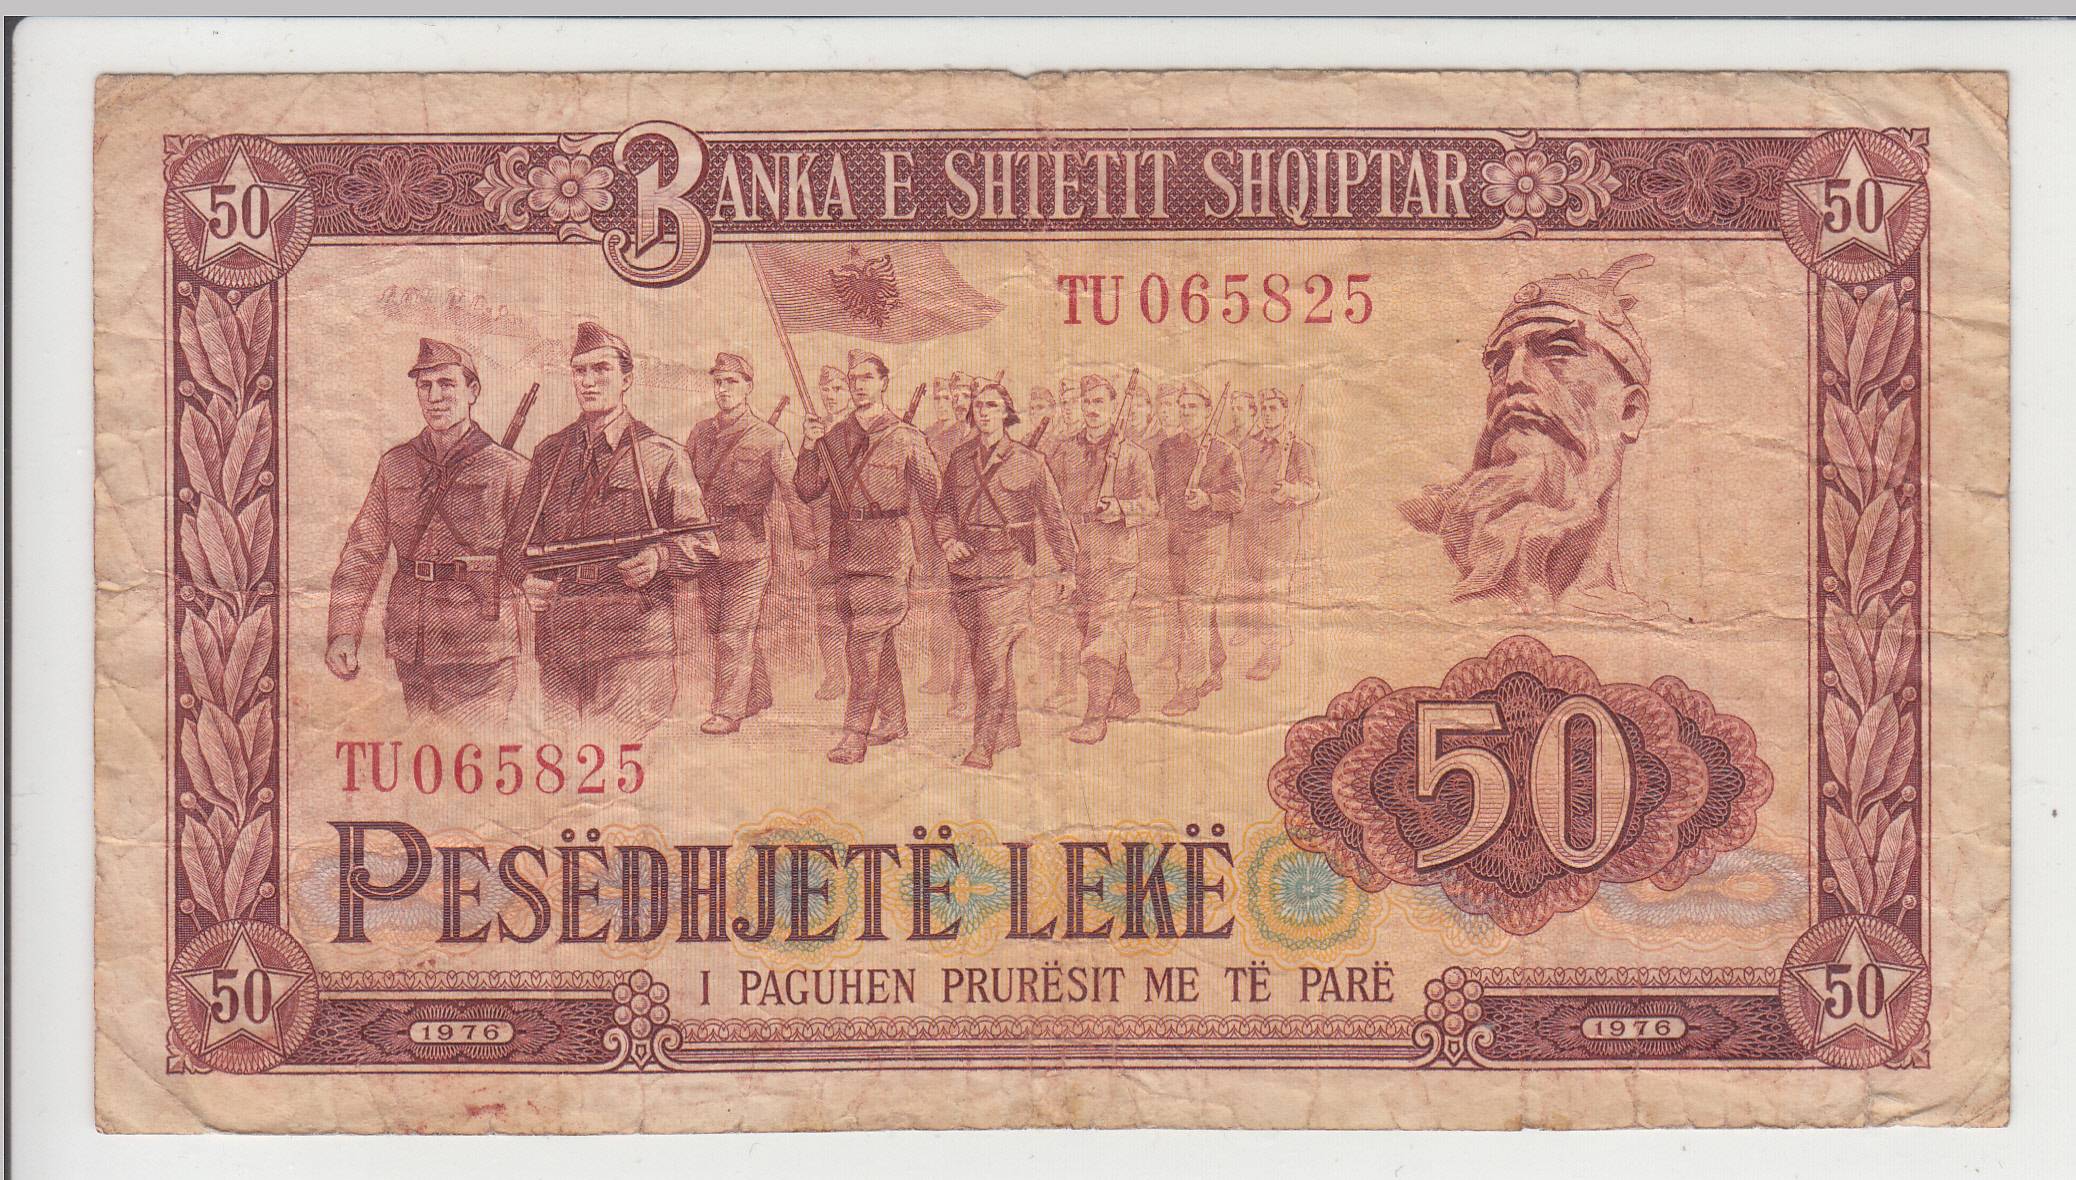 50 BANKA E SHTETIT SHQIPTAR 50
TU 065825
TU 065825
50
PESËDHJETË LEKË
50 I PAGUHEN PRURËSIT ME TË PARË 50
1976 1976